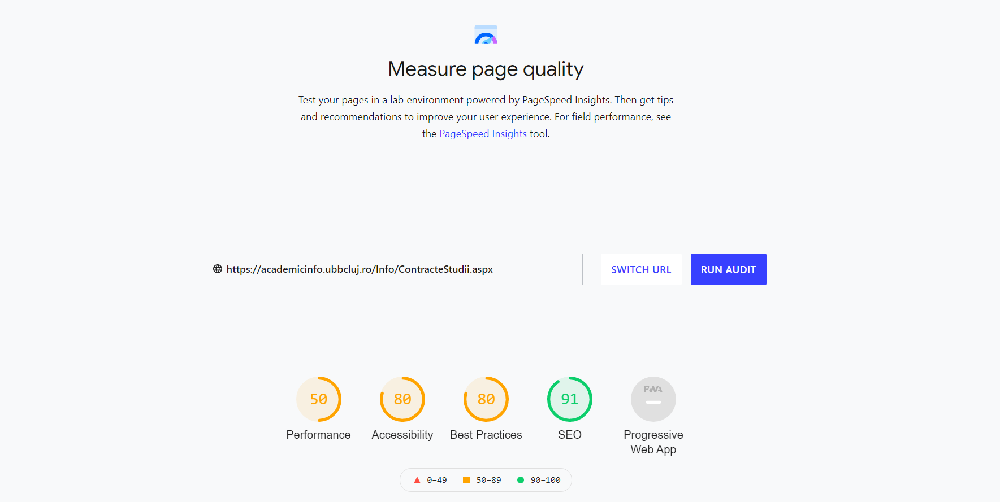 Measure page quality
Test your pages in a lab environment powered by PageSpeed Insights. Then get tips
and recommendations to improve your user experience. For field performance, see
the PageSpeed Insights tool.
https://academicinfo.ubbcluj.ro/Info/ContracteStudii.aspx
SWITCH URL
RUN AUDIT
50
80
80
91
PWA
Performance
Accessibility
Best Practices
SEO
Progressive
Web App
0–49
50–89
90–100